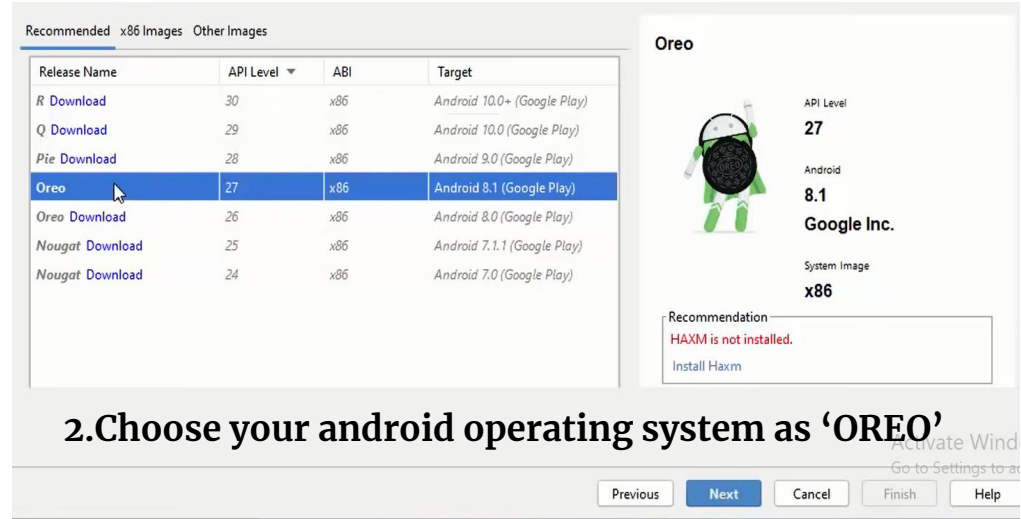 Recommended x86 Images Other Images
Release Name API Level ABI Target
R Download 30 x86 Android 10.0+ (Google Play)
Q Download 29 x86 Android 10.0 (Google Play)
Pie Download 28 x86 Android 9.0 (Google Play)
Oreo 27 x86 Android 8.1 (Google Play)
Oreo Download 26 x86 Android 8.0 (Google Play)
Nougat Download 25 x86 Android 7.1.1 (Google Play)
Nougat Download 24 x86 Android 7.0 (Google Play)
Oreo
OREO
API Level
27
Android
8.1
Google Inc.
System Image
x86
Recommendation
HAXM is not installed.
Install Haxm
2.Choose your android operating system as ‘OREO’
Activate Wind
Go to Settings to a
Previous Next Cancel Finish Help